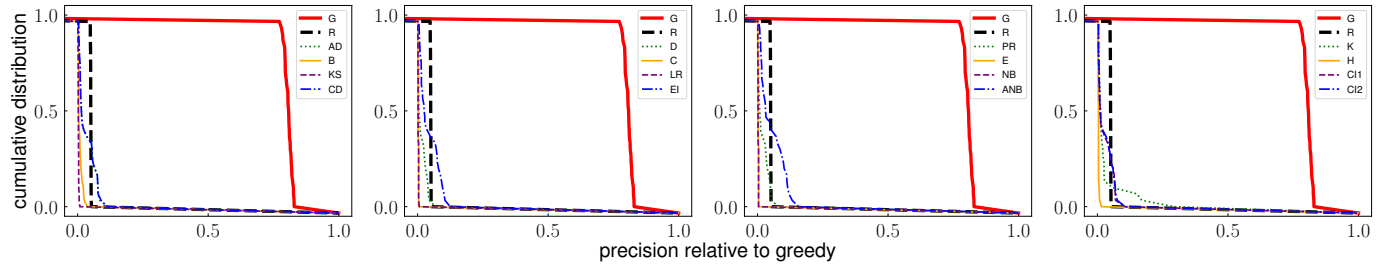 cumulative distribution
1.0
0.5
0.0
0.0
0.5
1.0
G
R
AD
B
KS
CD
1.0
0.5
0.0
0.0
0.5
1.0
G
R
D
C
LR
EI
1.0
0.5
0.0
0.0
0.5
1.0
G
R
PR
E
NB
ANB
1.0
0.5
0.0
0.0
0.5
1.0
G
R
K
H
CI1
CI2
precision relative to greedy